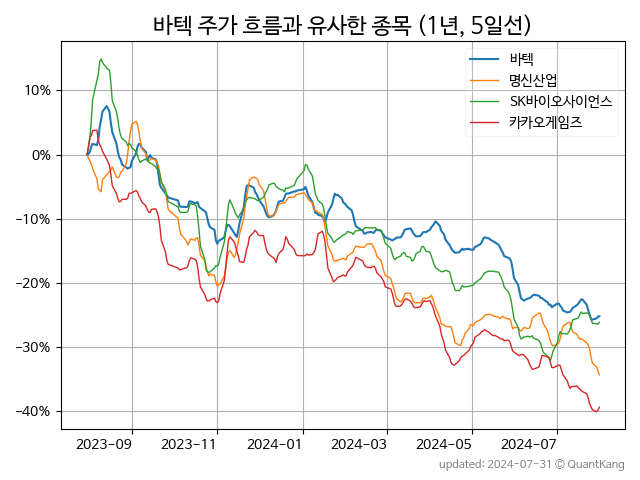 바텍 주가 흐름과 유사한 종목 (1년, 5일선)
바텍
명신산업
SK바이오사이언스
카카오게임즈
10%
0%
−10%
−20%
−30%
−40%
2023-09
2023-11
2024-01
2024-03
2024-05
2024-07
updated: 2024-07-31 © QuantKang